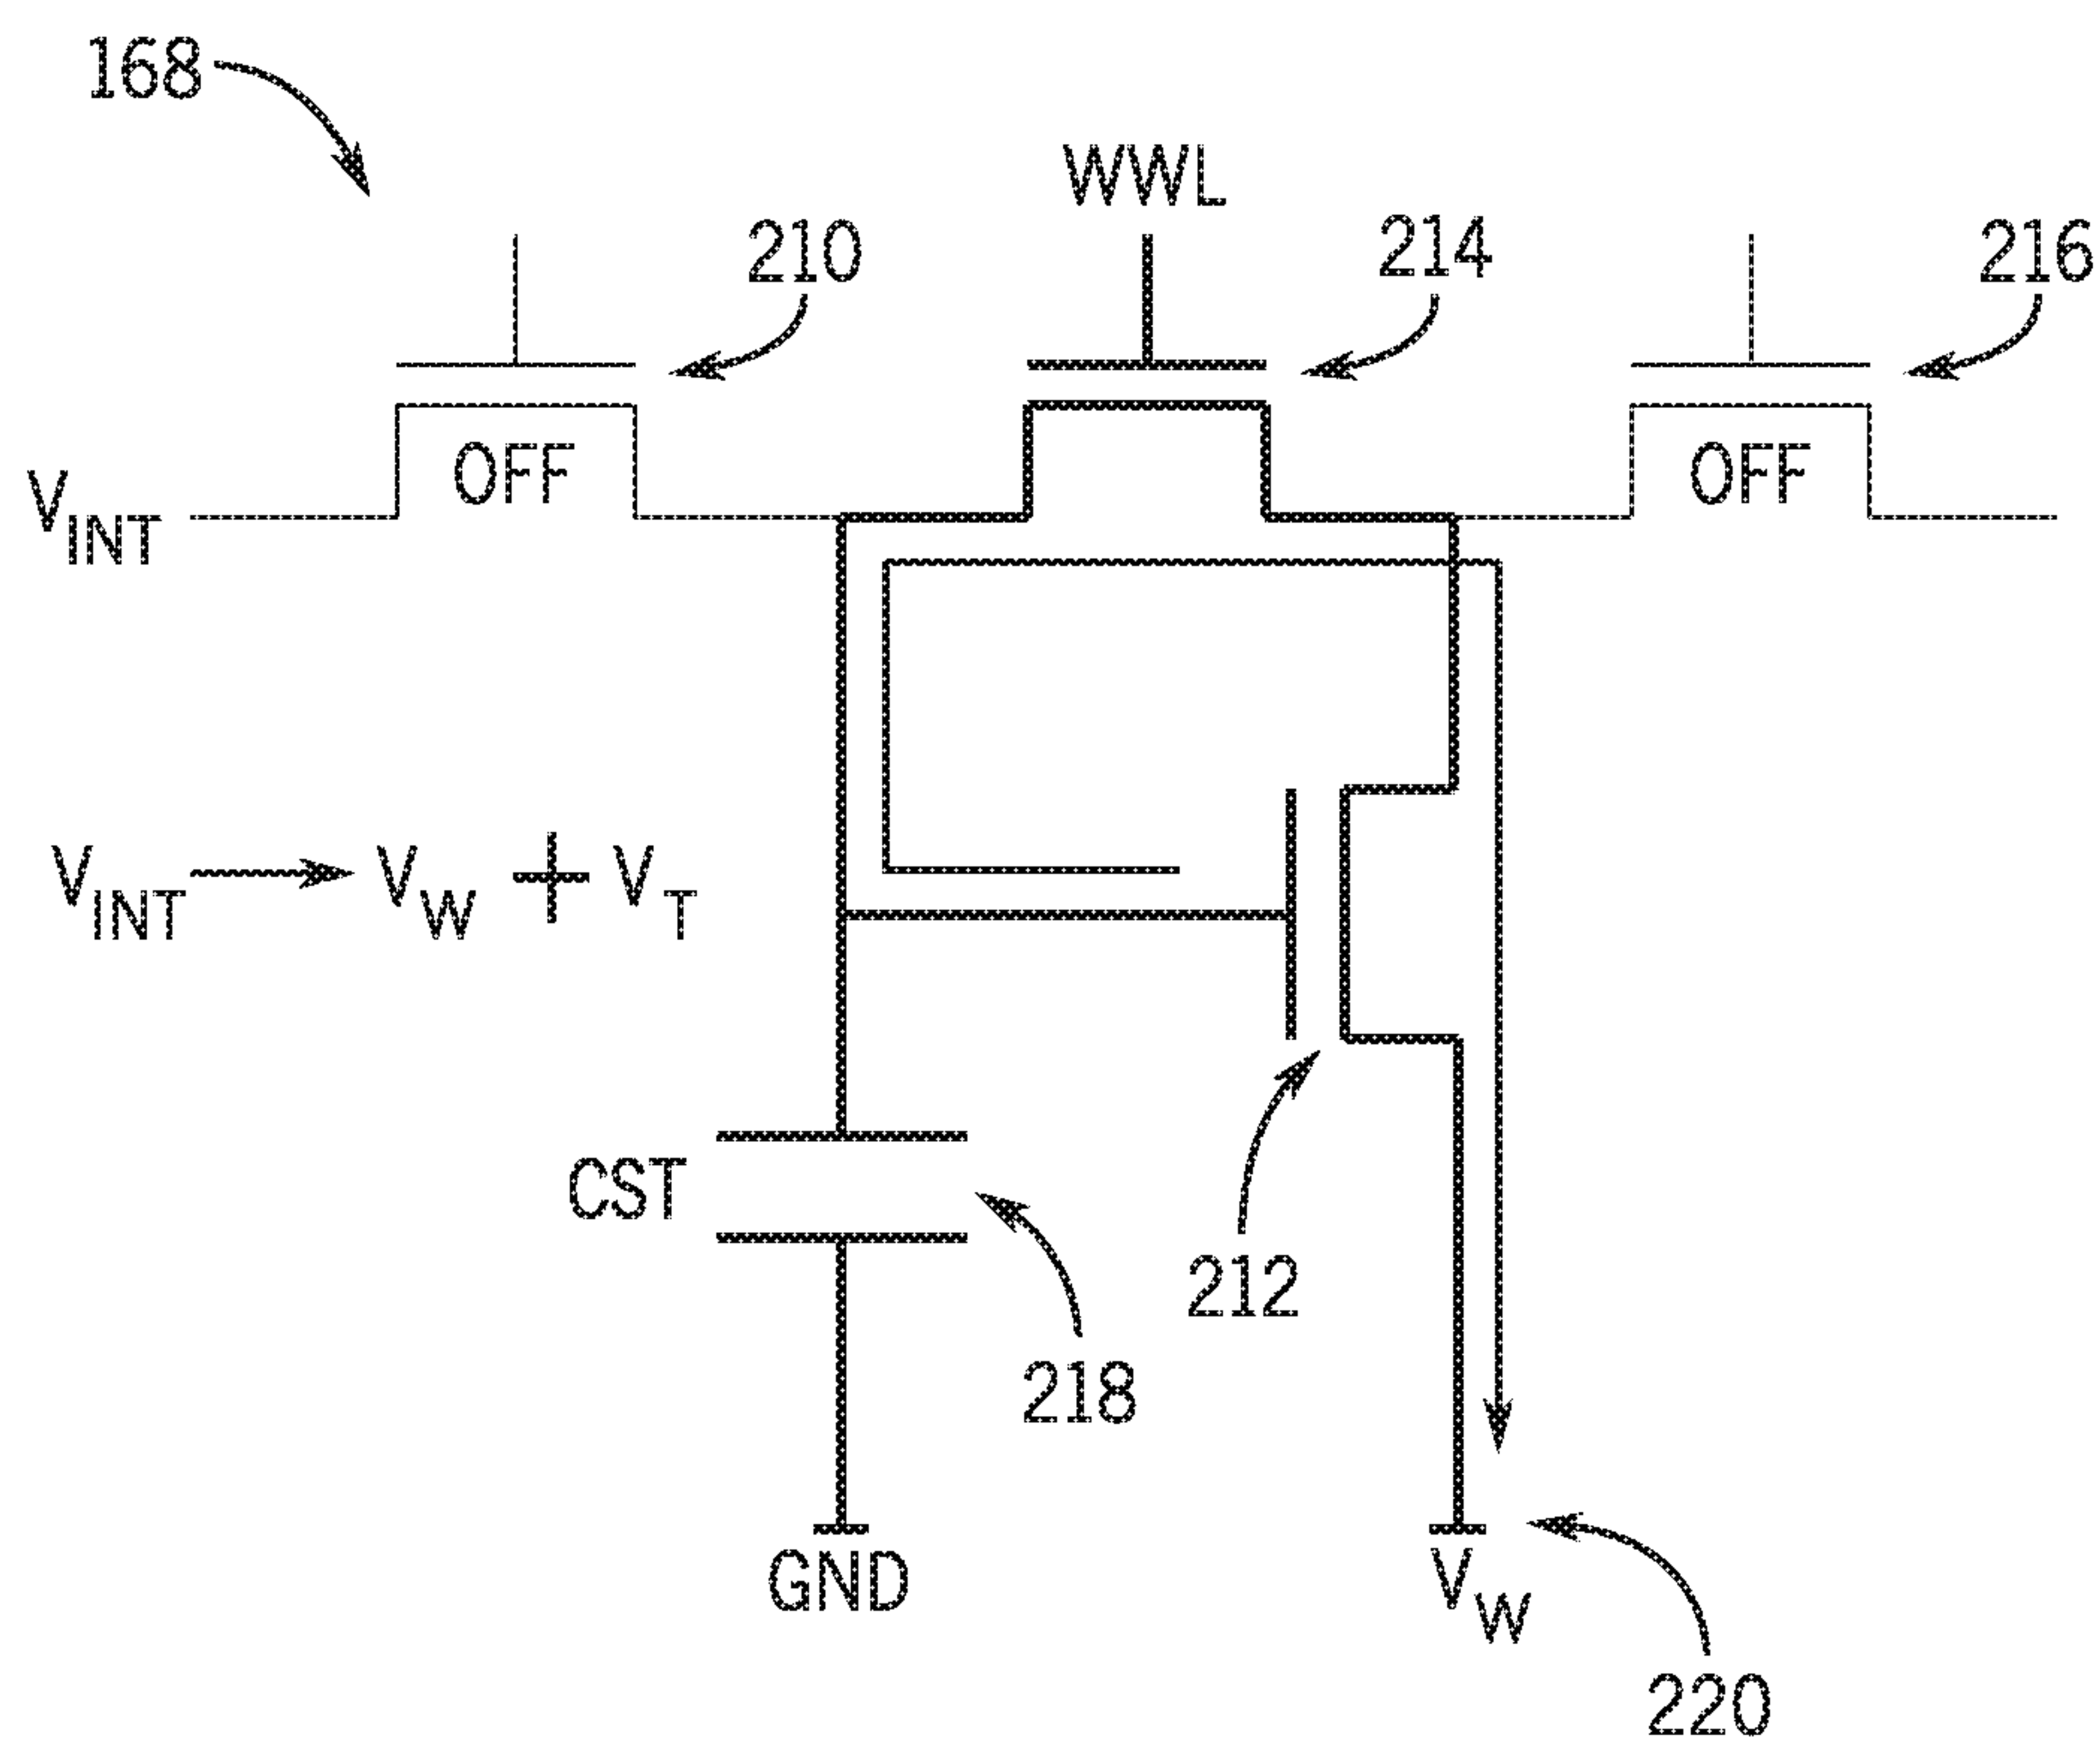 168
WWL
210
214
216
OFF
OFF
VINT
VINT → VW + VT
CST
212
218
GND
VW
220